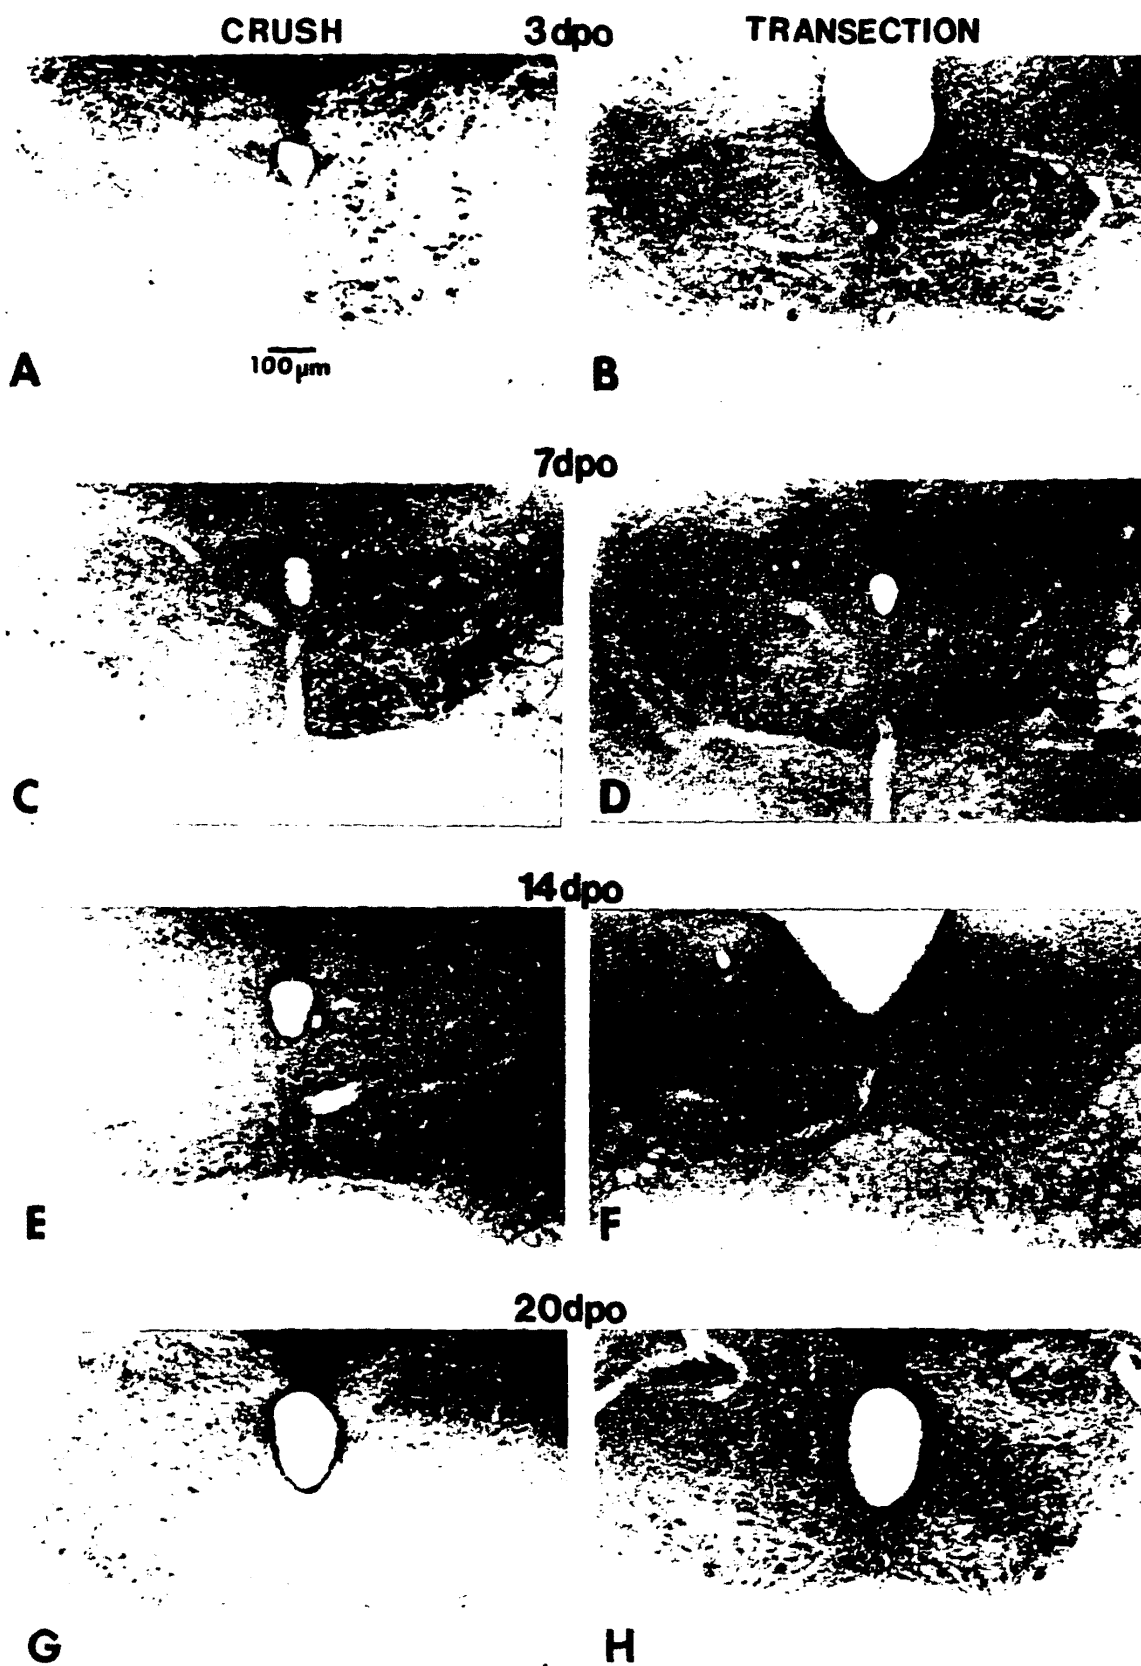 CRUSH 3dpo TRANSECTION
100µm
A B
7dpo
C D
14dpo
E F
20dpo
G H